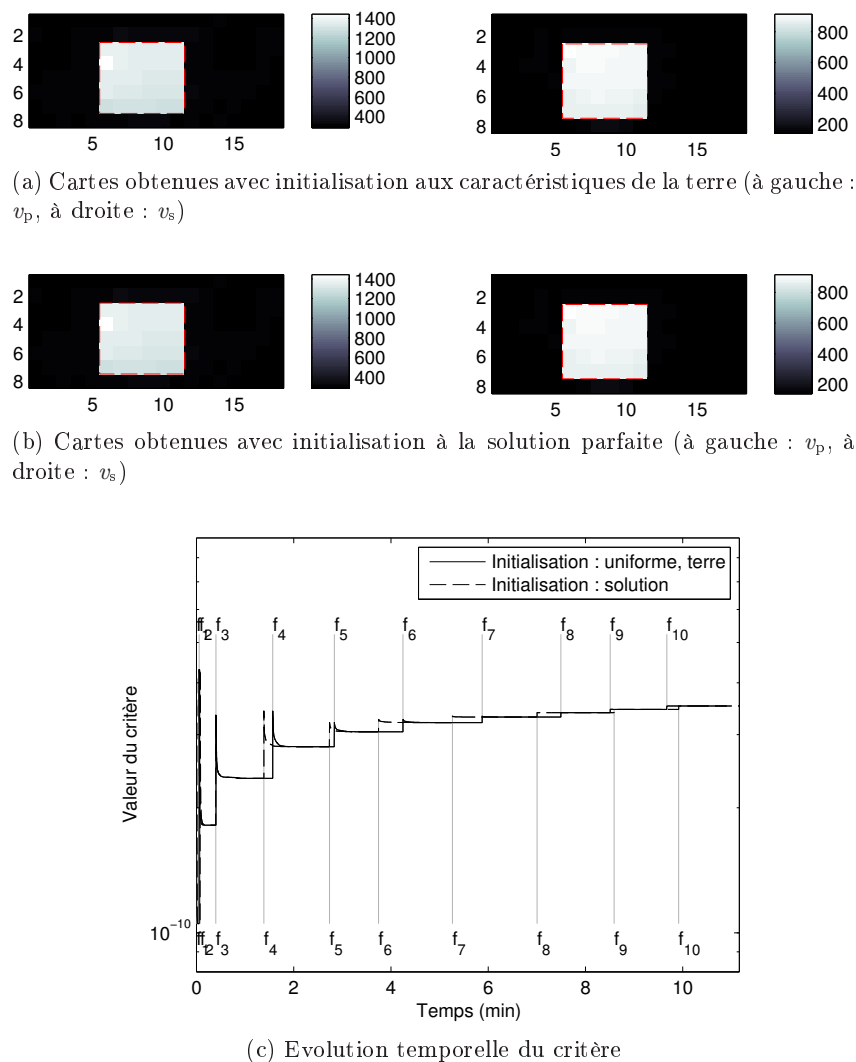 2
4
6
8
5 10 15
1400
1200
1000
800
600
400
2
4
6
8
5 10 15
800
600
400
200
(a) Cartes obtenues avec initialisation aux caractéristiques de la terre (à gauche :
vp, à droite : vs)
2
4
6
8
5 10 15
1400
1200
1000
800
600
400
2
4
6
8
5 10 15
800
600
400
200
(b) Cartes obtenues avec initialisation à la solution parfaite (à gauche : vp, à
droite : vs)
Initialisation : uniforme, terre
Initialisation : solution
f1 f2 f3 f4 f5 f6 f7 f8 f9 f10
Valeur du critère
10⁻¹⁰
f1 f2 f3 f4 f5 f6 f7 f8 f9 f10
0 2 4 6 8 10
Temps (min)
(c) Evolution temporelle du critère